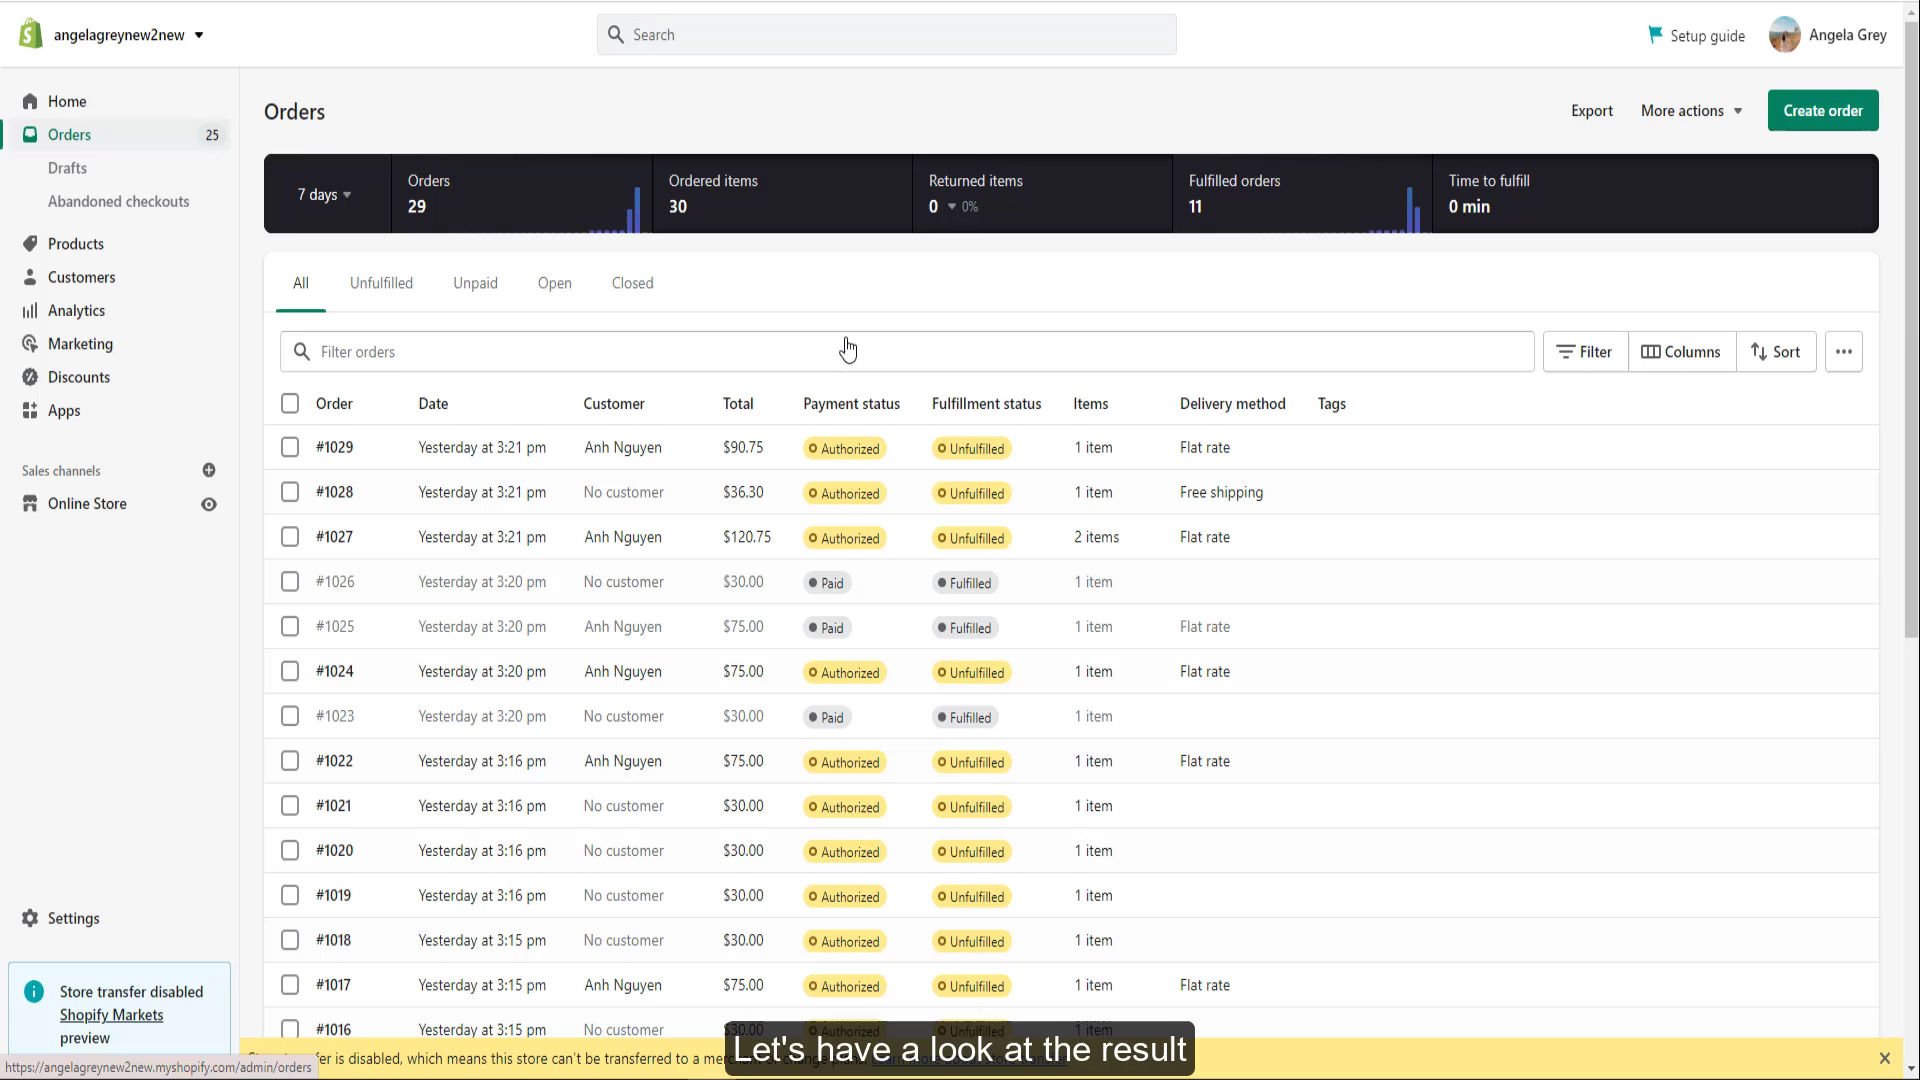 angelagreynew2new
Search
Setup guide
Angela Grey
Home
Orders 25
Drafts
Abandoned checkouts
Products
Customers
Analytics
Marketing
Discounts
Apps
Sales channels
Online Store
Settings
Store transfer disabled
Shopify Markets
preview
https://angelagreynew2new.myshopify.com/admin/orders
Orders
Export
More actions
Create order
7 days
Orders
29
Ordered items
30
Returned items
0 0%
Fulfilled orders
11
Time to fulfill
0 min
All Unfulfilled Unpaid Open Closed
Filter orders
Filter Columns Sort
Order Date Customer Total Payment status Fulfillment status Items Delivery method Tags
#1029 Yesterday at 3:21 pm Anh Nguyen $90.75 Authorized Unfulfilled 1 item Flat rate
#1028 Yesterday at 3:21 pm No customer $36.30 Authorized Unfulfilled 1 item Free shipping
#1027 Yesterday at 3:21 pm Anh Nguyen $120.75 Authorized Unfulfilled 2 items Flat rate
#1026 Yesterday at 3:20 pm No customer $30.00 Paid Fulfilled 1 item
#1025 Yesterday at 3:20 pm Anh Nguyen $75.00 Paid Fulfilled 1 item Flat rate
#1024 Yesterday at 3:20 pm Anh Nguyen $75.00 Authorized Unfulfilled 1 item Flat rate
#1023 Yesterday at 3:20 pm No customer $30.00 Paid Fulfilled 1 item
#1022 Yesterday at 3:16 pm Anh Nguyen $75.00 Authorized Unfulfilled 1 item Flat rate
#1021 Yesterday at 3:16 pm No customer $30.00 Authorized Unfulfilled 1 item
#1020 Yesterday at 3:16 pm No customer $30.00 Authorized Unfulfilled 1 item
#1019 Yesterday at 3:16 pm No customer $30.00 Authorized Unfulfilled 1 item
#1018 Yesterday at 3:15 pm No customer $30.00 Authorized Unfulfilled 1 item
#1017 Yesterday at 3:15 pm Anh Nguyen $75.00 Authorized Unfulfilled 1 item Flat rate
#1016 Yesterday at 3:15 pm No customer $30.00 Authorized Unfulfilled 1 item
is disabled, which means this store can't be transferred to a
Let's have a look at the result